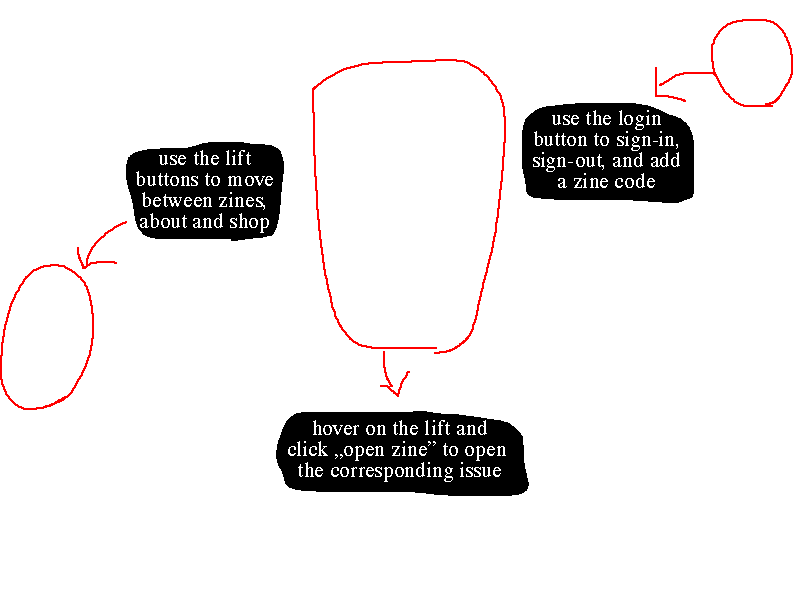 use the lift
buttons to move
between zines,
about and shop
use the login
button to sign-in,
sign-out, and add
a zine code
hover on the lift and
click „open zine” to open
the corresponding issue